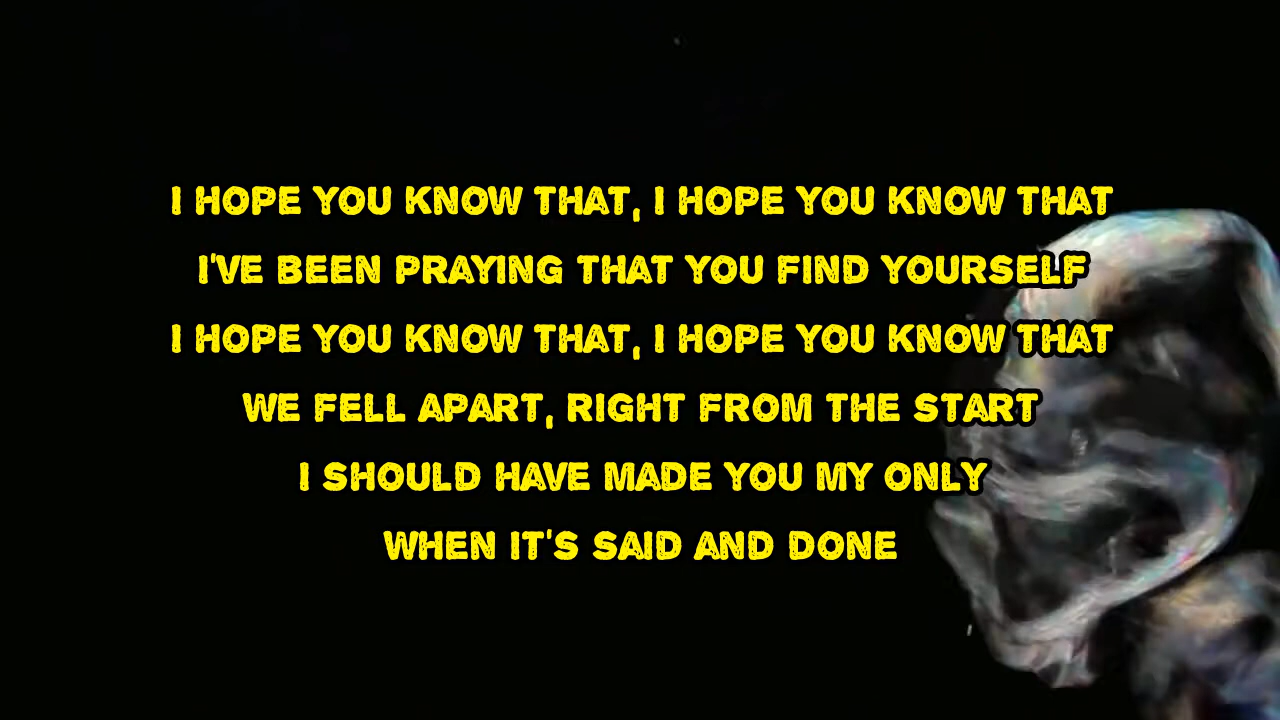 I HOPE YOU KNOW THAT, I HOPE YOU KNOW THAT
I'VE BEEN PRAYING THAT YOU FIND YOURSELF
I HOPE YOU KNOW THAT, I HOPE YOU KNOW THAT
WE FELL APART, RIGHT FROM THE START
I SHOULD HAVE MADE YOU MY ONLY
WHEN IT'S SAID AND DONE